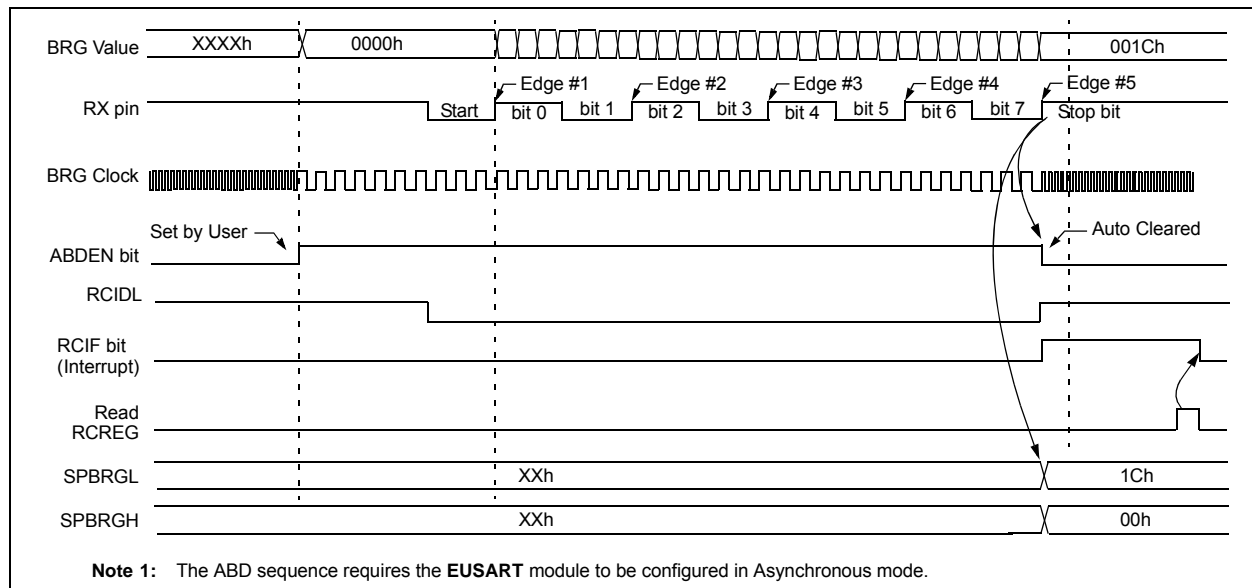 BRG Value XXXXh 0000h 001Ch
Edge #1 Edge #2 Edge #3 Edge #4 Edge #5
RX pin Start bit 0 bit 1 bit 2 bit 3 bit 4 bit 5 bit 6 bit 7 Stop bit
BRG Clock
Set by User Auto Cleared
ABDEN bit
RCIDL
RCIF bit
(Interrupt)
Read
RCREG
SPBRGL XXh 1Ch
SPBRGH XXh 00h
Note 1: The ABD sequence requires the EUSART module to be configured in Asynchronous mode.